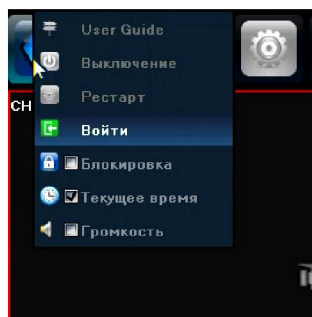 User Guide
Выключение
Рестарт
CH
Войти
Блокировка
Текущее время
Громкость